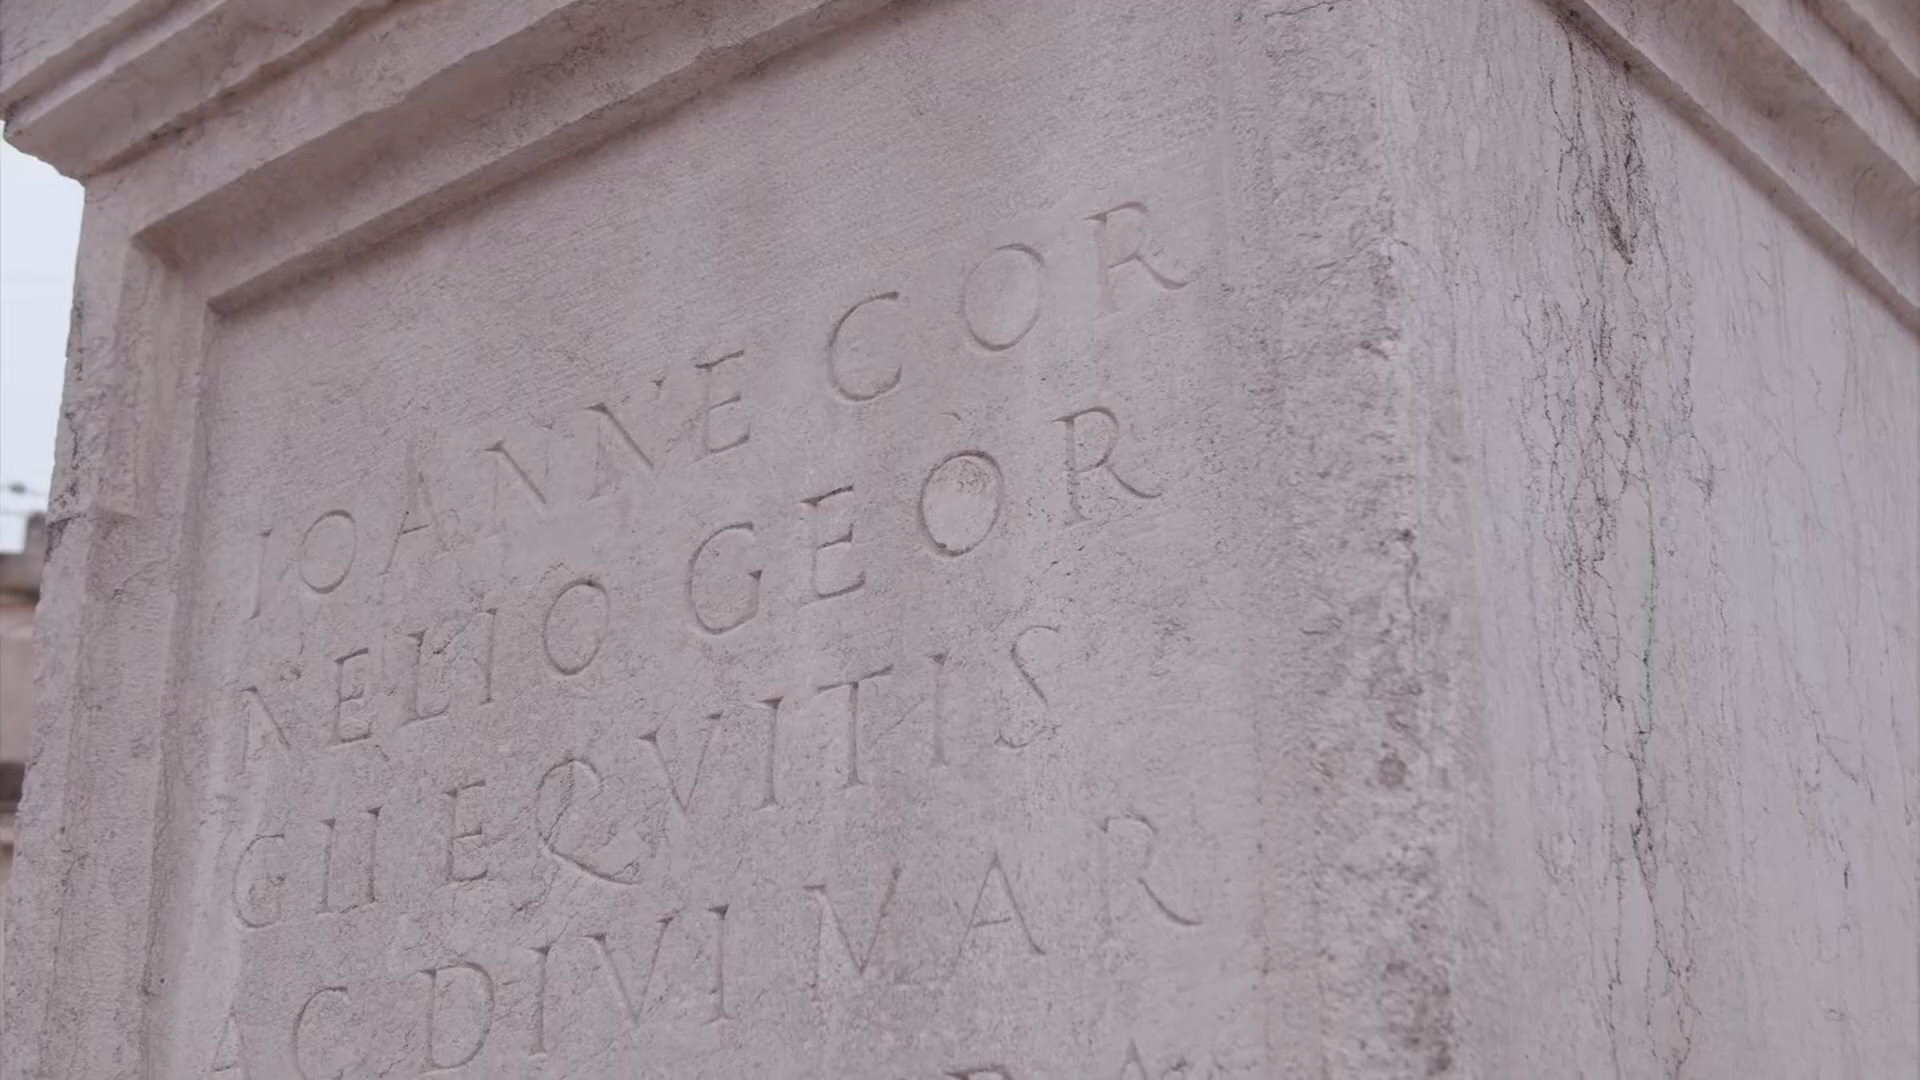 IOANNE COR
NELIO GEOR
GII EQVITIS
AC DIVI MAR